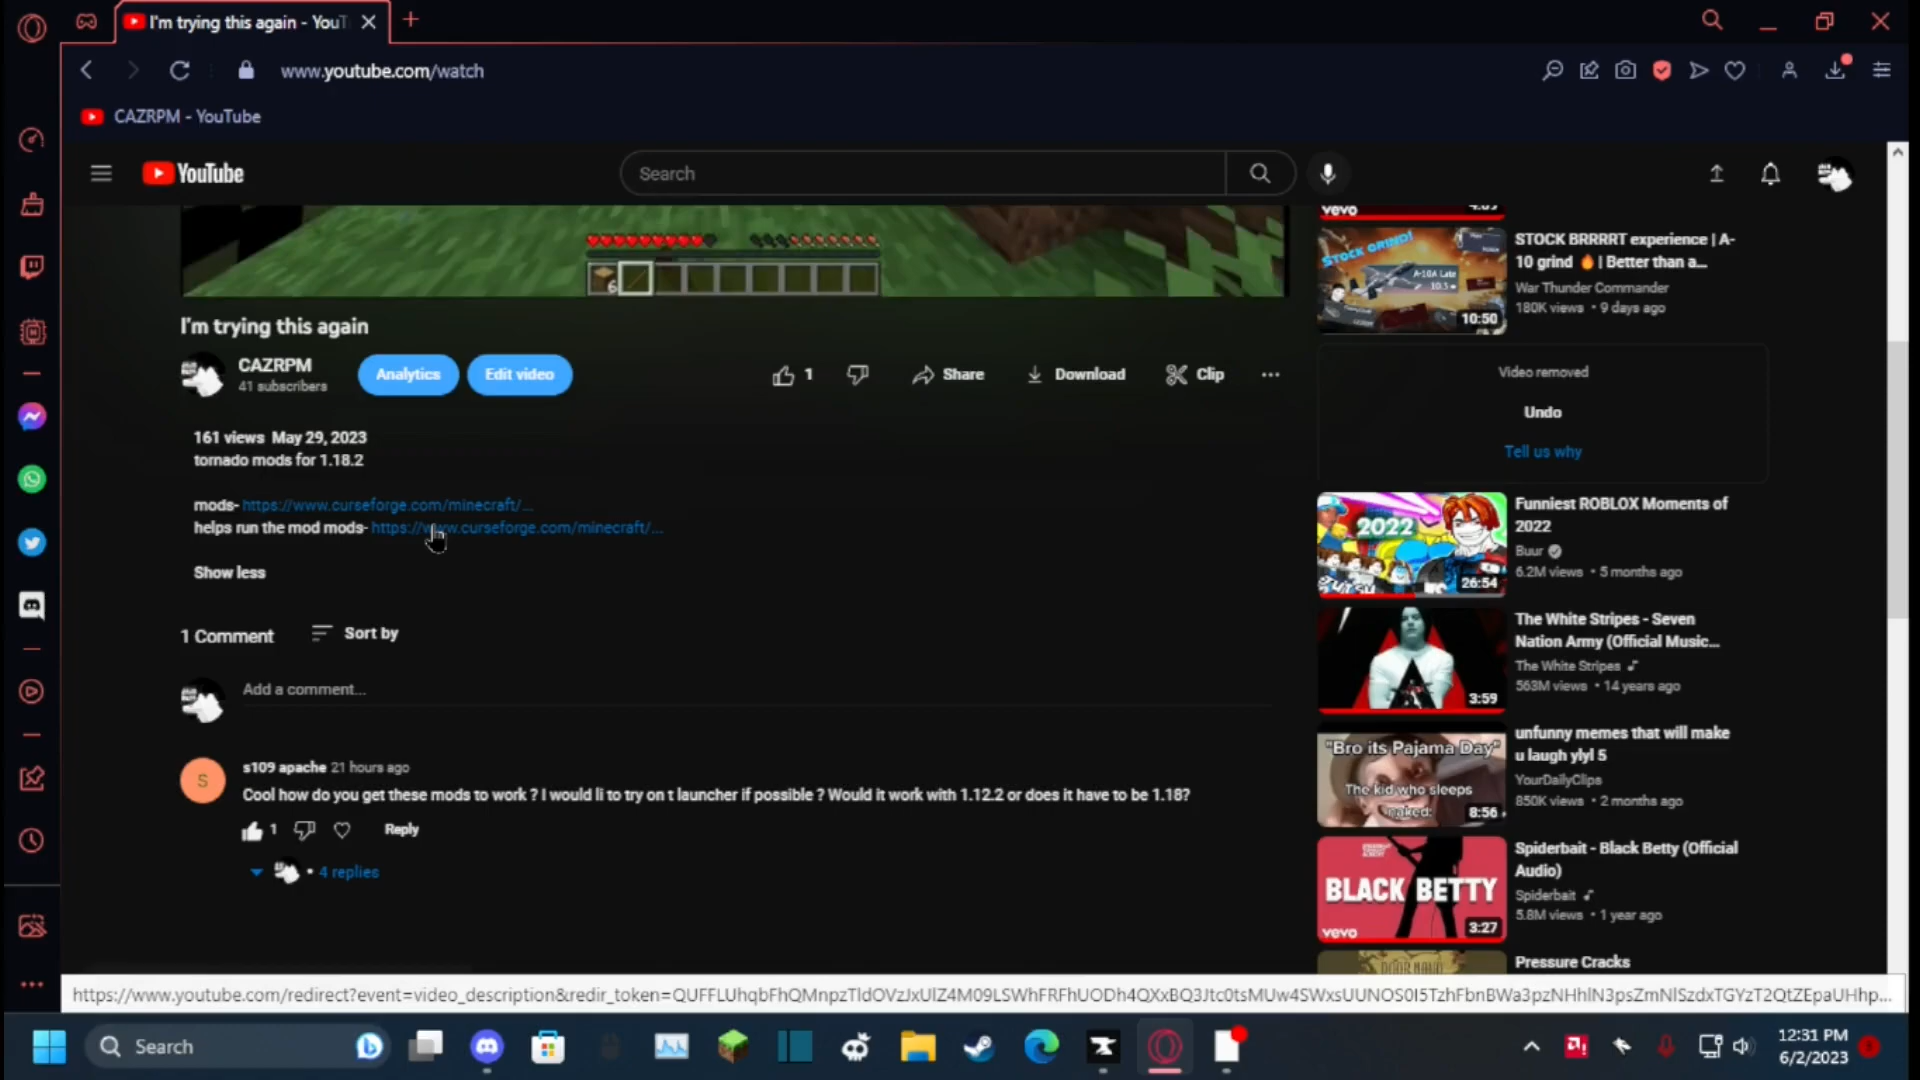 I'm trying this again - YouT
www.youtube.com/watch
CAZRPM - YouTube
YouTube
Search
6
I'm trying this again
CAZRPM
41 subscribers
Analytics
Edit video
1
Share
Download
Clip
161 views May 29, 2023
tornado mods for 1.18.2
mods- https://www.curseforge.com/minecraft/...
helps run the mod mods- https://www.curseforge.com/minecraft/...
Show less
1 Comment
Sort by
Add a comment...
S
s109 apache 21 hours ago
Cool how do you get these mods to work ? I would li to try on t launcher if possible ? Would it work with 1.12.2 or does it have to be 1.18?
1
Reply
4 replies
vevo
STOCK GRIND!
A-10A Late
10.3
10:50
STOCK BRRRRT experience | A-
10 grind 🔥 | Better than a...
War Thunder Commander
180K views • 9 days ago
Video removed
Undo
Tell us why
2022
26:54
Funniest ROBLOX Moments of
2022
Buur
6.2M views • 5 months ago
3:59
The White Stripes - Seven
Nation Army (Official Music...
The White Stripes
563M views • 14 years ago
"Bro its Pajama Day"
The kid who sleeps
naked:
8:56
unfunny memes that will make
u laugh ylyl 5
YourDailyClips
850K views • 2 months ago
BLACK BETTY
vevo
3:27
Spiderbait - Black Betty (Official
Audio)
Spiderbait
5.8M views • 1 year ago
Pressure Cracks
Search
12:31 PM
6/2/2023